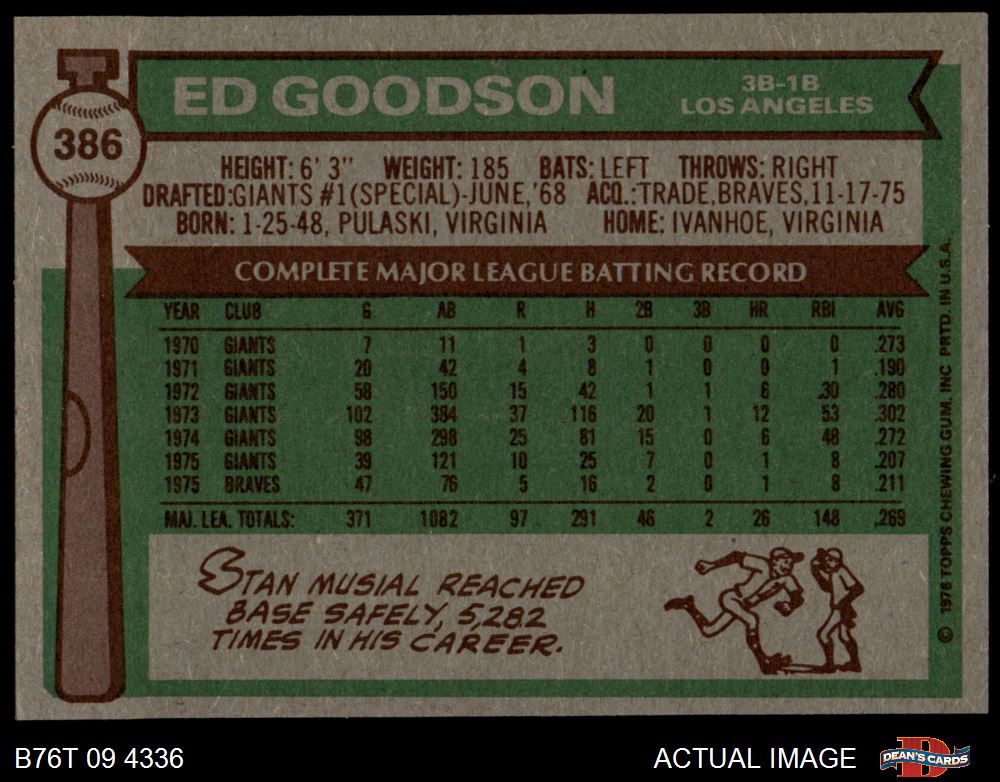 386
ED GOODSON
3B-1B
LOS ANGELES
HEIGHT: 6' 3" WEIGHT: 185 BATS: LEFT THROWS: RIGHT
DRAFTED: GIANTS #1(SPECIAL)-JUNE, '68 ACQ.: TRADE, BRAVES, 11-17-75
BORN: 1-25-48, PULASKI, VIRGINIA HOME: IVANHOE, VIRGINIA
COMPLETE MAJOR LEAGUE BATTING RECORD
YEAR CLUB G AB R H 2B 3B HR RBI AVG
1970 GIANTS 7 11 1 3 0 0 0 0 .273
1971 GIANTS 20 42 4 8 1 0 0 1 .190
1972 GIANTS 58 150 15 42 1 1 6 30 .280
1973 GIANTS 102 384 37 116 20 1 12 53 .302
1974 GIANTS 98 298 25 81 15 0 6 48 .272
1975 GIANTS 39 121 10 25 7 0 1 8 .207
1975 BRAVES 47 76 5 16 2 0 1 8 .211
MAJ. LEA. TOTALS: 371 1082 97 291 46 2 26 148 .269
STAN MUSIAL REACHED
BASE SAFELY, 5,282
TIMES IN HIS CAREER.
© 1976 TOPPS CHEWING GUM, INC PRTD. IN U.S.A.
B76T 09 4336
ACTUAL IMAGE
D
DEAN'S CARDS